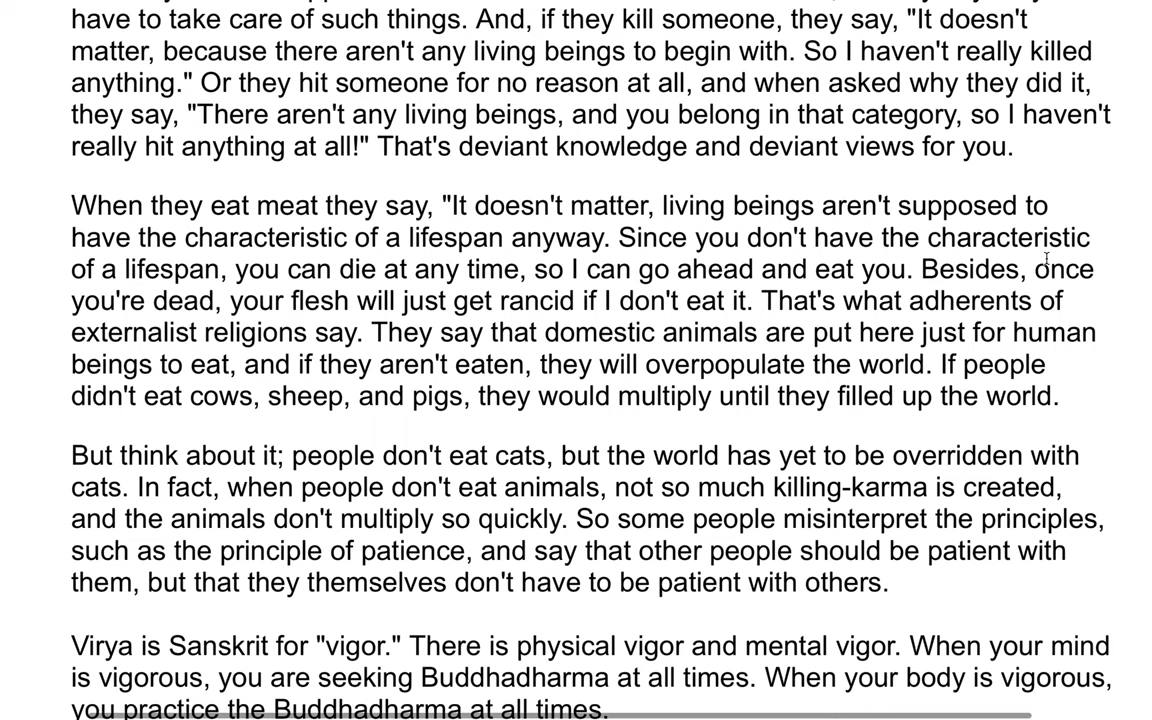 have to take care of such things. And, if they kill someone, they say, "It doesn't
matter, because there aren't any living beings to begin with. So I haven't really killed
anything." Or they hit someone for no reason at all, and when asked why they did it,
they say, "There aren't any living beings, and you belong in that category, so I haven't
really hit anything at all!" That's deviant knowledge and deviant views for you.
When they eat meat they say, "It doesn't matter, living beings aren't supposed to
have the characteristic of a lifespan anyway. Since you don't have the characteristic
of a lifespan, you can die at any time, so I can go ahead and eat you. Besides, once
you're dead, your flesh will just get rancid if I don't eat it. That's what adherents of
externalist religions say. They say that domestic animals are put here just for human
beings to eat, and if they aren't eaten, they will overpopulate the world. If people
didn't eat cows, sheep, and pigs, they would multiply until they filled up the world.
But think about it; people don't eat cats, but the world has yet to be overridden with
cats. In fact, when people don't eat animals, not so much killing-karma is created,
and the animals don't multiply so quickly. So some people misinterpret the principles,
such as the principle of patience, and say that other people should be patient with
them, but that they themselves don't have to be patient with others.
Virya is Sanskrit for "vigor." There is physical vigor and mental vigor. When your mind
is vigorous, you are seeking Buddhadharma at all times. When your body is vigorous,
you practice the Buddhadharma at all times.